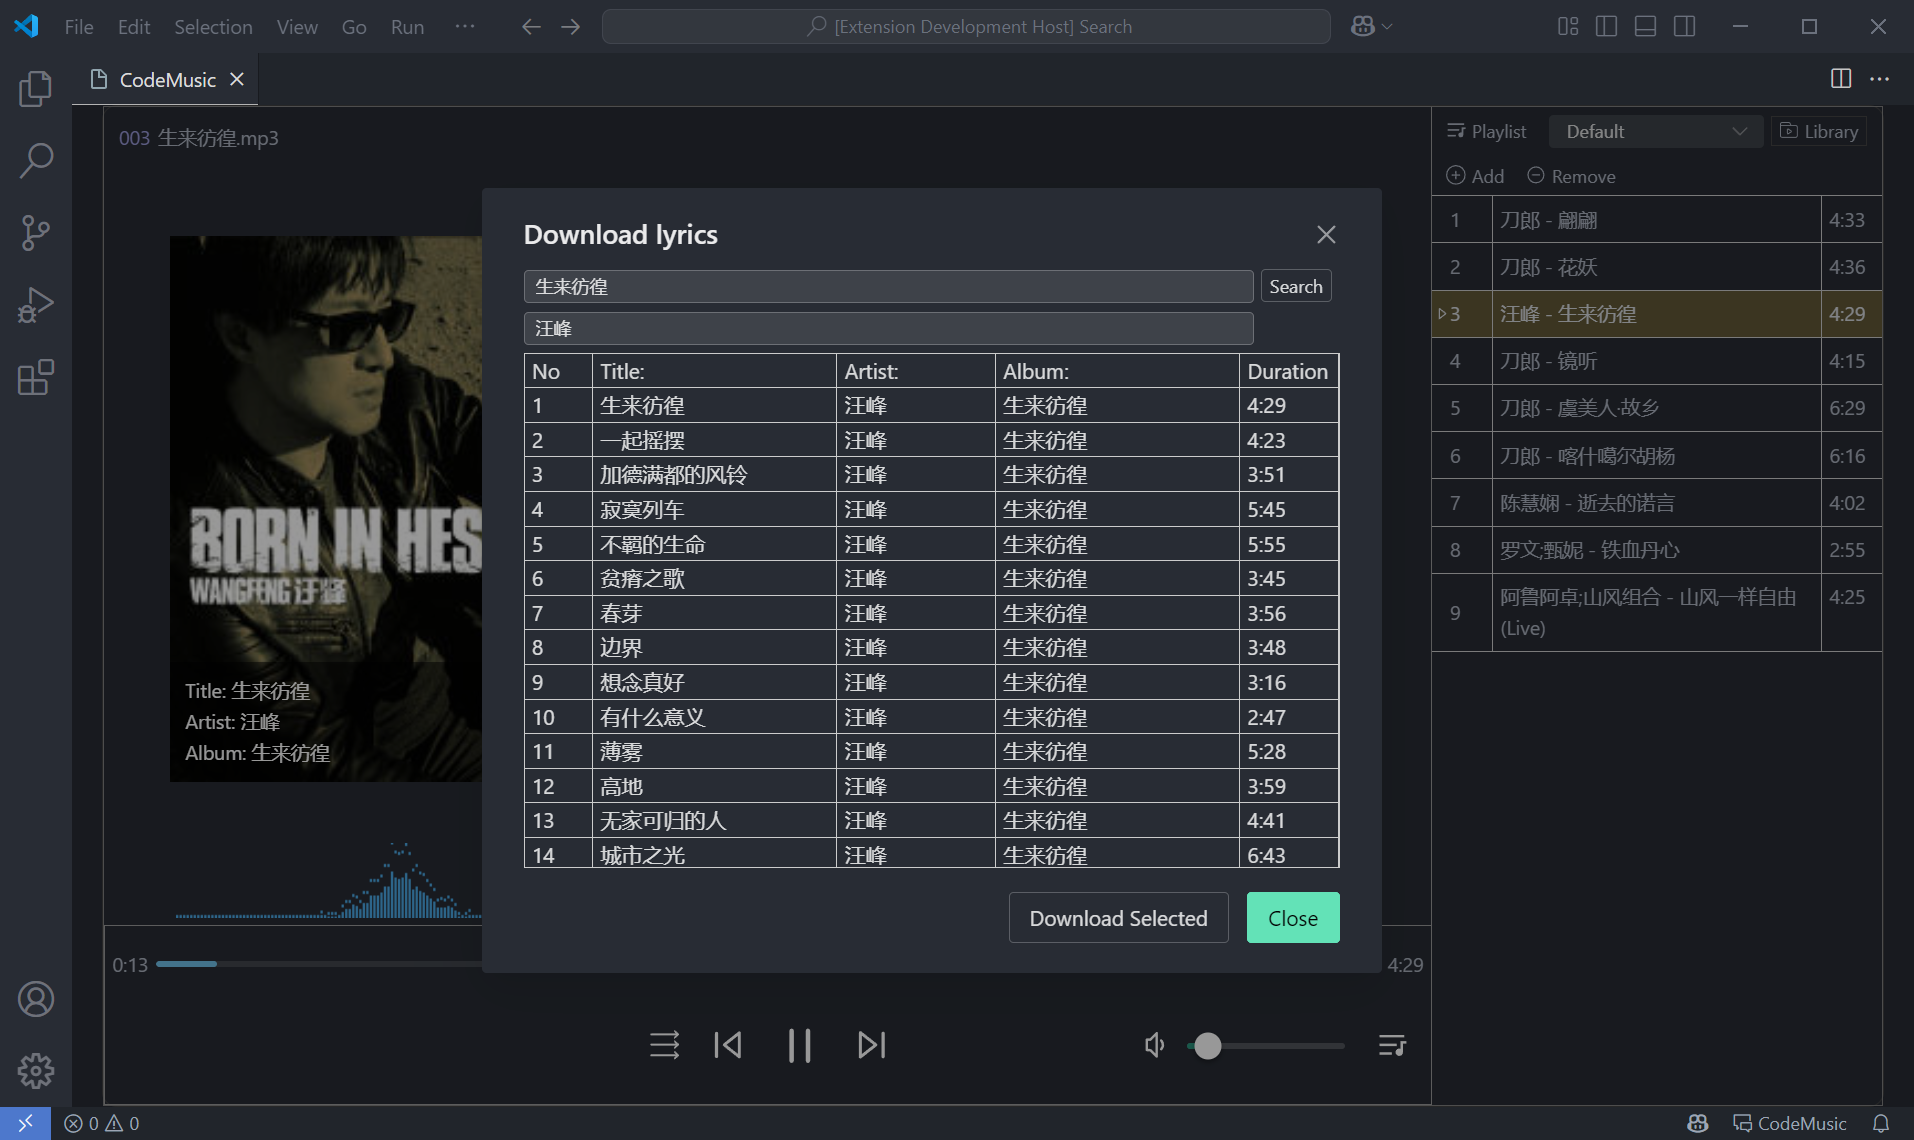 File Edit Selection View Go Run ··· [Extension Development Host] Search
CodeMusic
003 生来彷徨.mp3
BORN IN HES
WANGFENG 汪峰
Title: 生来彷徨
Artist: 汪峰
Album: 生来彷徨
Download lyrics
生来彷徨 Search
汪峰
No Title: Artist: Album: Duration
1 生来彷徨 汪峰 生来彷徨 4:29
2 一起摇摆 汪峰 生来彷徨 4:23
3 加德满都的风铃 汪峰 生来彷徨 3:51
4 寂寞列车 汪峰 生来彷徨 5:45
5 不羁的生命 汪峰 生来彷徨 5:55
6 贫瘠之歌 汪峰 生来彷徨 3:45
7 春芽 汪峰 生来彷徨 3:56
8 边界 汪峰 生来彷徨 3:48
9 想念真好 汪峰 生来彷徨 3:16
10 有什么意义 汪峰 生来彷徨 2:47
11 薄雾 汪峰 生来彷徨 5:28
12 高地 汪峰 生来彷徨 3:59
13 无家可归的人 汪峰 生来彷徨 4:41
14 城市之光 汪峰 生来彷徨 6:43
Download Selected Close
0:13 4:29
Playlist Default Library
Add Remove
1 刀郎 - 翩翩 4:33
2 刀郎 - 花妖 4:36
3 汪峰 - 生来彷徨 4:29
4 刀郎 - 镜听 4:15
5 刀郎 - 虞美人·故乡 6:29
6 刀郎 - 喀什噶尔胡杨 6:16
7 陈慧娴 - 逝去的诺言 4:02
8 罗文;甄妮 - 铁血丹心 2:55
9 阿鲁阿卓;山风组合 - 山风一样自由 4:25
(Live)
0 0 CodeMusic